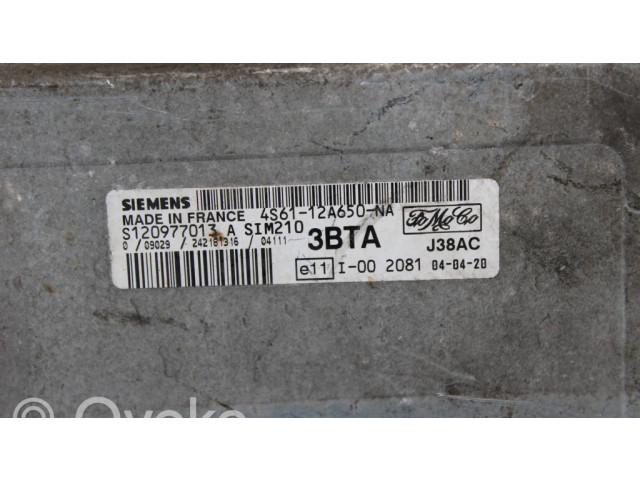 SIEMENS
MADE IN FRANCE 4S61-12A650-NA
S120977013 A SIM210
0 / 09029 / 242181316 / 04111
3BTA
FoMoCo
J38AC
e11 I-00 2081 04-04-20
Ovoko